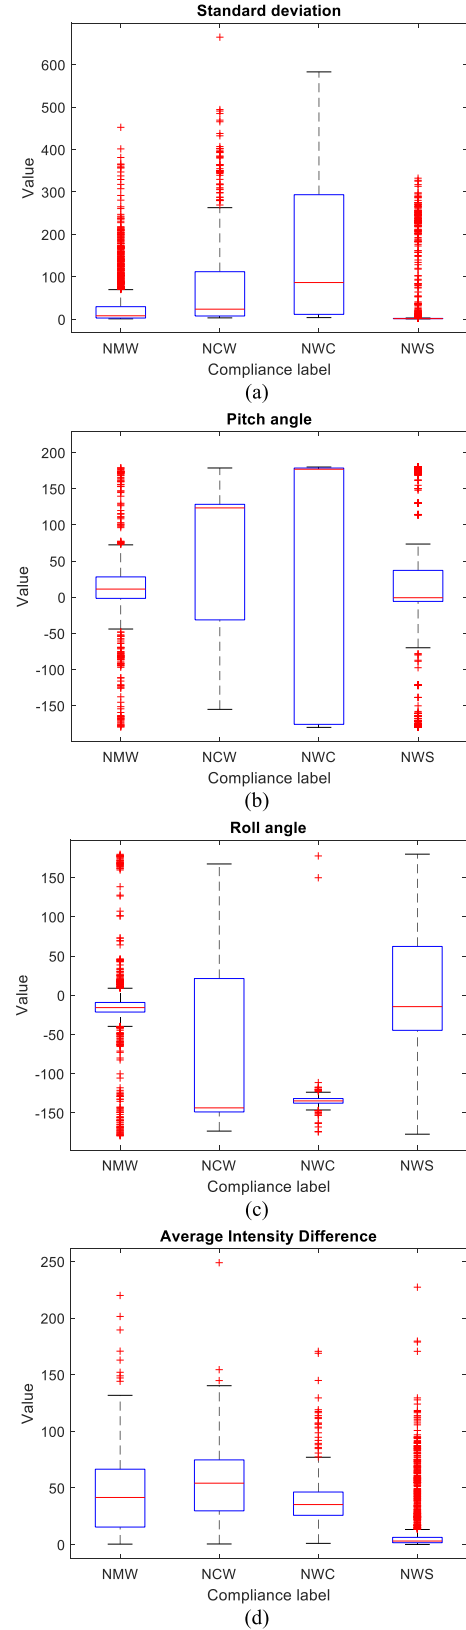 Standard deviation
600
500
400
300
200
100
0
Value
NMW NCW NWC NWS
Compliance label
(a)
Pitch angle
200
150
100
50
0
-50
-100
-150
Value
NMW NCW NWC NWS
Compliance label
(b)
Roll angle
150
100
50
0
-50
-100
-150
Value
NMW NCW NWC NWS
Compliance label
(c)
Average Intensity Difference
250
200
150
100
50
0
Value
NMW NCW NWC NWS
Compliance label
(d)